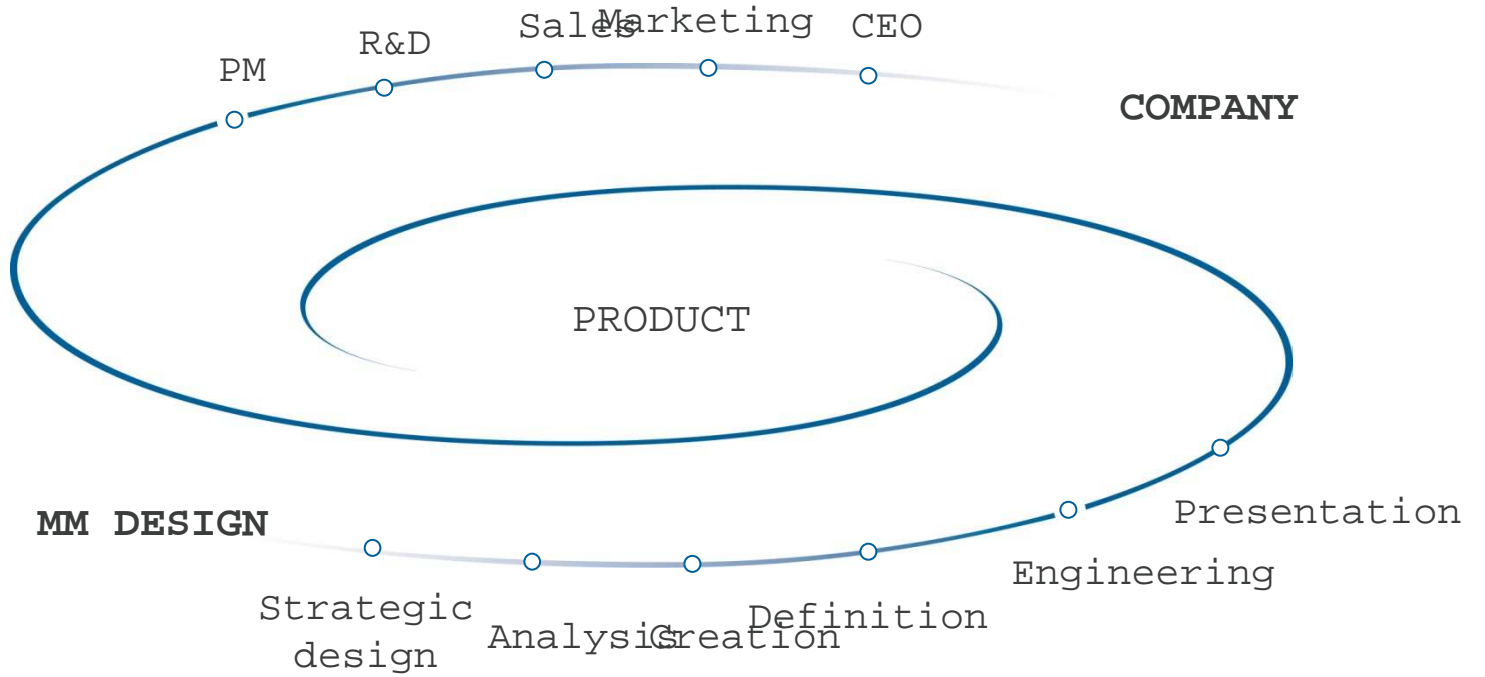 Sales
Marketing
CEO
R&D
PM
COMPANY
PRODUCT
MM DESIGN
Presentation
Engineering
Strategic
design
Analysis
Creation
Definition